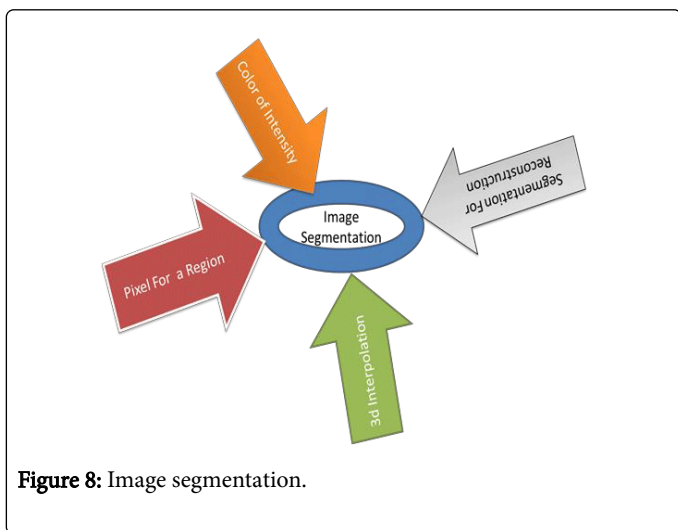 Color of Intensity
Segmentation For
Reconstruction
Image
Segmentation
Pixel For a Region
3d Interpolation
Figure 8: Image segmentation.